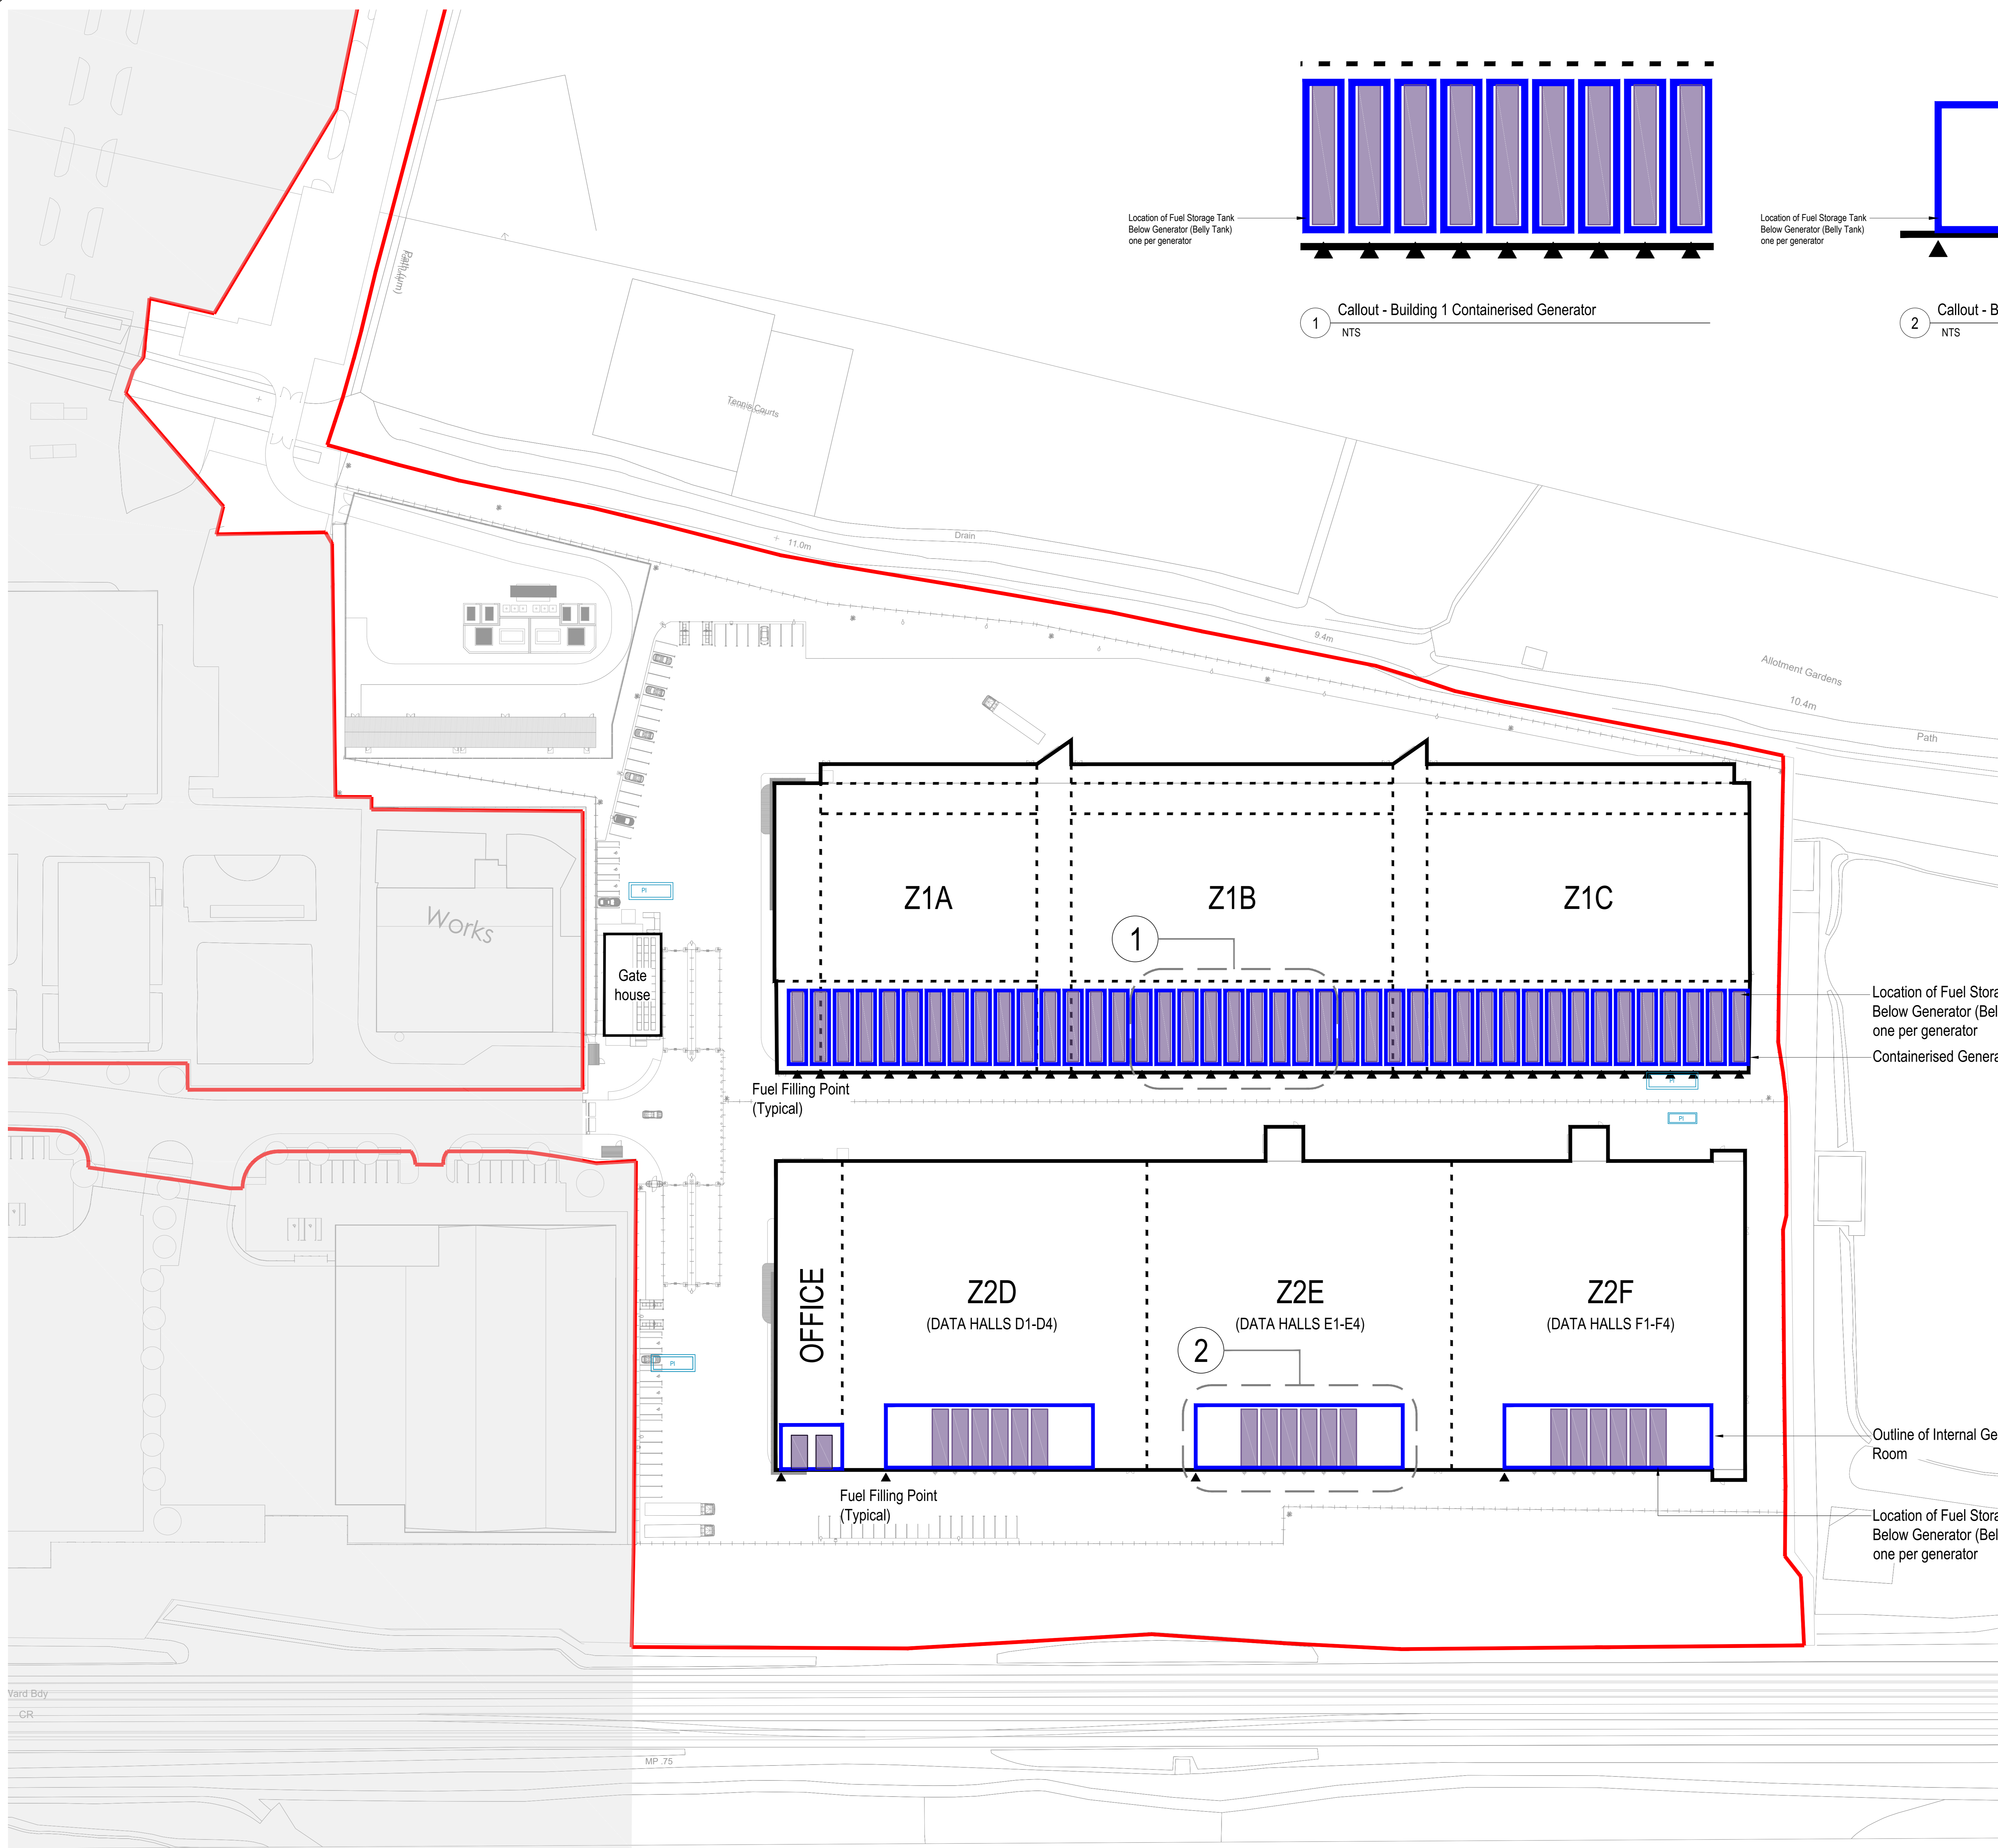 Location of Fuel Storage Tank
Below Generator (Belly Tank)
one per generator
Location of Fuel Storage Tank
Below Generator (Belly Tank)
one per generator
1
Callout - Building 1 Containerised Generator
NTS
2
Callout - B
NTS
Tennis Courts
Drain
11.0m
9.4m
Allotment Gardens
10.4m
Path
Works
PI
Gate
house
Z1A
Z1B
Z1C
1
Location of Fuel Stora
Below Generator (Bel
one per generator
Containerised Genera
Fuel Filling Point
(Typical)
PI
PI
OFFICE
Z2D
(DATA HALLS D1-D4)
Z2E
(DATA HALLS E1-E4)
Z2F
(DATA HALLS F1-F4)
2
PI
Outline of Internal Ge
Room
Fuel Filling Point
(Typical)
Location of Fuel Stora
Below Generator (Bel
one per generator
Ward Bdy
CR
MP .75